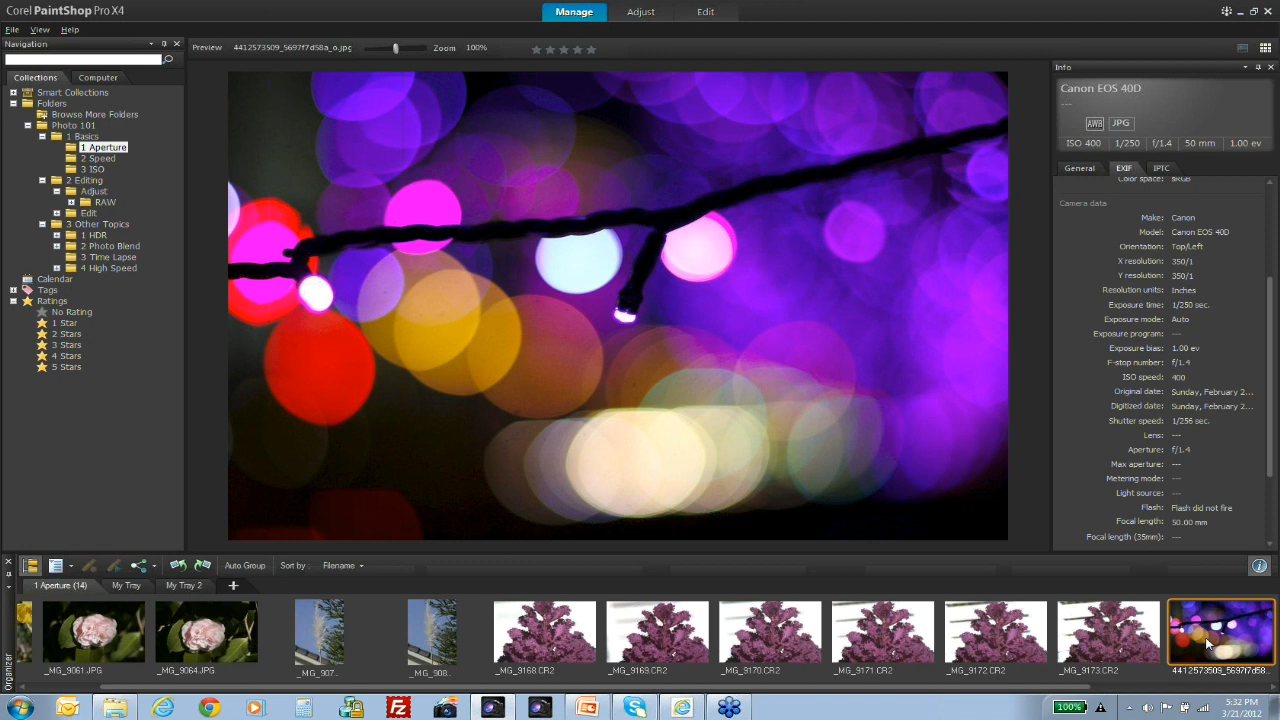 Corel PaintShop Pro X4
Manage
Adjust
Edit
File View Help
Navigation
Preview 4412573509_5697f7d58a_o.jpg Zoom 100%
Info
Collections
Computer
Smart Collections
Folders
Browse More Folders
Photo 101
1 Basics
1 Aperture
2 Speed
3 ISO
2 Editing
Adjust
RAW
Edit
3 Other Topics
1 HDR
2 Photo Blend
3 Time Lapse
4 High Speed
Calendar
Tags
Ratings
No Rating
1 Star
2 Stars
3 Stars
4 Stars
5 Stars
Canon EOS 40D
---
AWB JPG
ISO 400 1/250 f/1.4 50 mm 1.00 ev
General EXIF IPTC
Color space: sRGB
Camera data
Make: Canon
Model: Canon EOS 40D
Orientation: Top/Left
X resolution: 350/1
Y resolution: 350/1
Resolution units: Inches
Exposure time: 1/250 sec.
Exposure mode: Auto
Exposure program: ---
Exposure bias: 1.00 ev
F-stop number: f/1.4
ISO speed: 400
Original date: Sunday, February 2...
Digitized date: Sunday, February 2...
Shutter speed: 1/256 sec.
Lens: ---
Aperture: f/1.4
Max aperture: ---
Metering mode: ---
Light source: ---
Flash: Flash did not fire
Focal length: 50.00 mm
Focal length (35mm): ---
Auto Group Sort by : Filename
1 Aperture (14) My Tray My Tray 2
Organizer
_MG_9061.JPG
_MG_9064.JPG
_MG_907...
_MG_908...
_MG_9168.CR2
_MG_9169.CR2
_MG_9170.CR2
_MG_9171.CR2
_MG_9172.CR2
_MG_9173.CR2
4412573509_5697f7d58...
100%
5:32 PM
3/21/2012